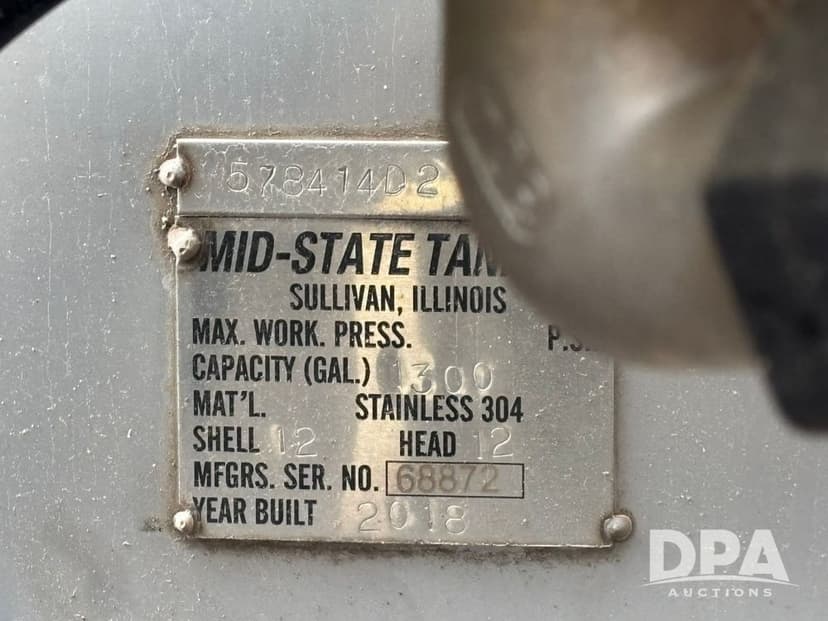 578414D2
MID-STATE TAN
SULLIVAN, ILLINOIS
MAX. WORK. PRESS. P.S.
CAPACITY (GAL.) 1300
MAT'L. STAINLESS 304
SHELL 12 HEAD 12
MFGRS. SER. NO. 68872
YEAR BUILT 2018
DPA
AUCTIONS